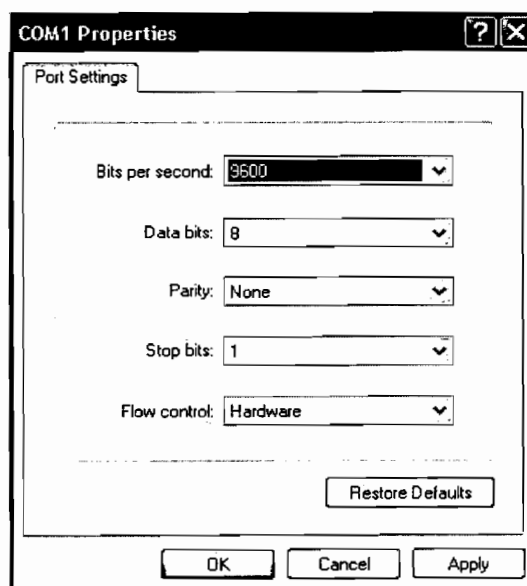 COM1 Properties
Port Settings
Bits per second: 9600
Data bits: 8
Parity: None
Stop bits: 1
Flow control: Hardware
Restore Defaults
OK Cancel Apply